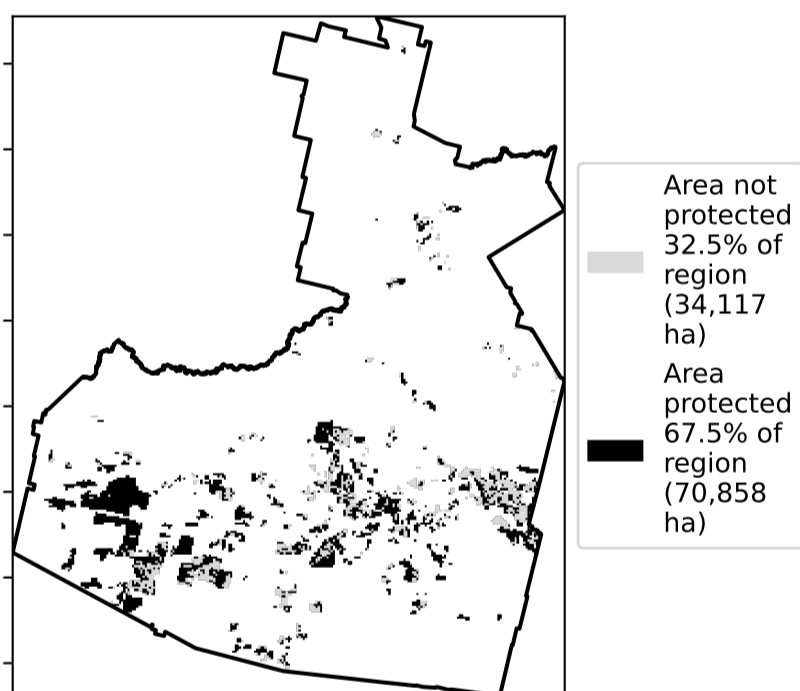 Area not
protected
32.5% of
region
(34,117
ha)
Area
protected
67.5% of
region
(70,858
ha)